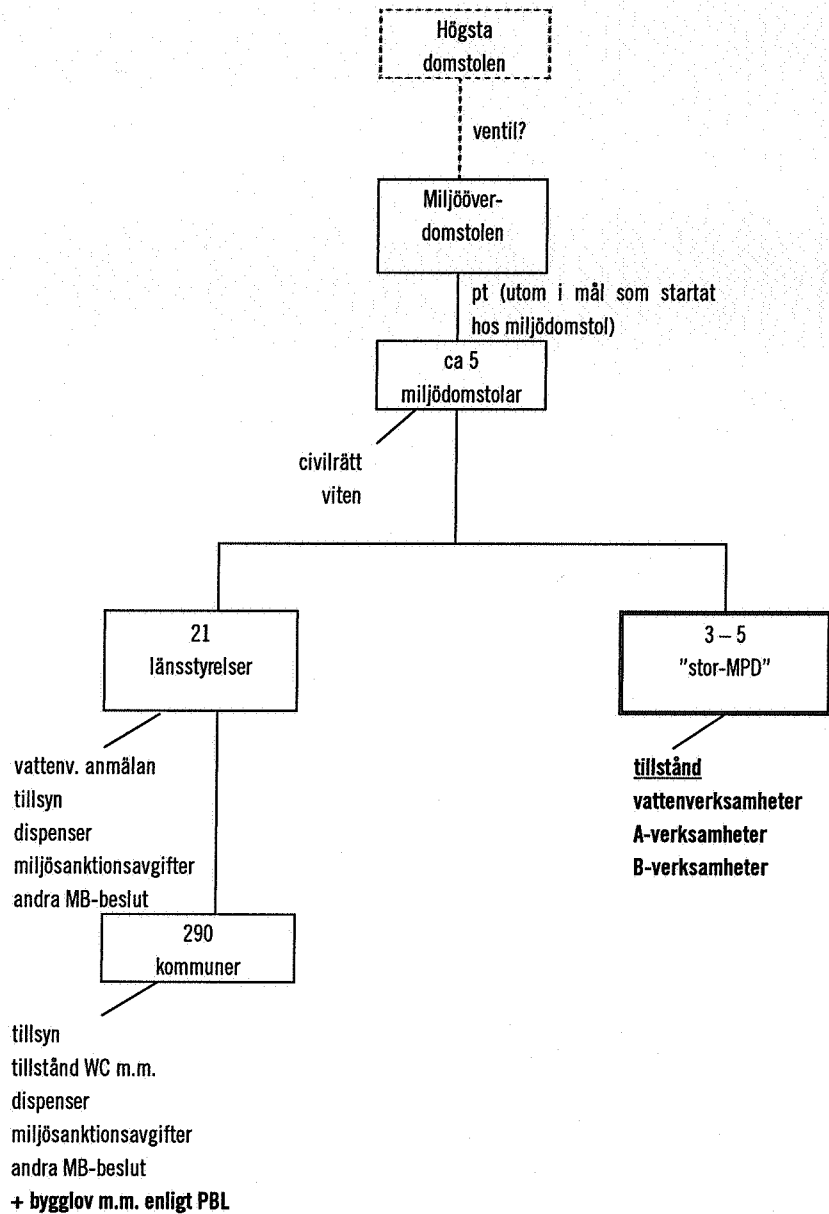 Högsta
domstolen
ventil?
Miljööver-
domstolen
pt (utom i mål som startat
hos miljödomstol)
ca 5
miljödomstolar
civilrätt
viten
21
länsstyrelser
3 – 5
"stor-MPD"
vattenv. anmälan
tillsyn
dispenser
miljösanktionsavgifter
andra MB-beslut
tillstånd
vattenverksamheter
A-verksamheter
B-verksamheter
290
kommuner
tillsyn
tillstånd WC m.m.
dispenser
miljösanktionsavgifter
andra MB-beslut
+ bygglov m.m. enligt PBL